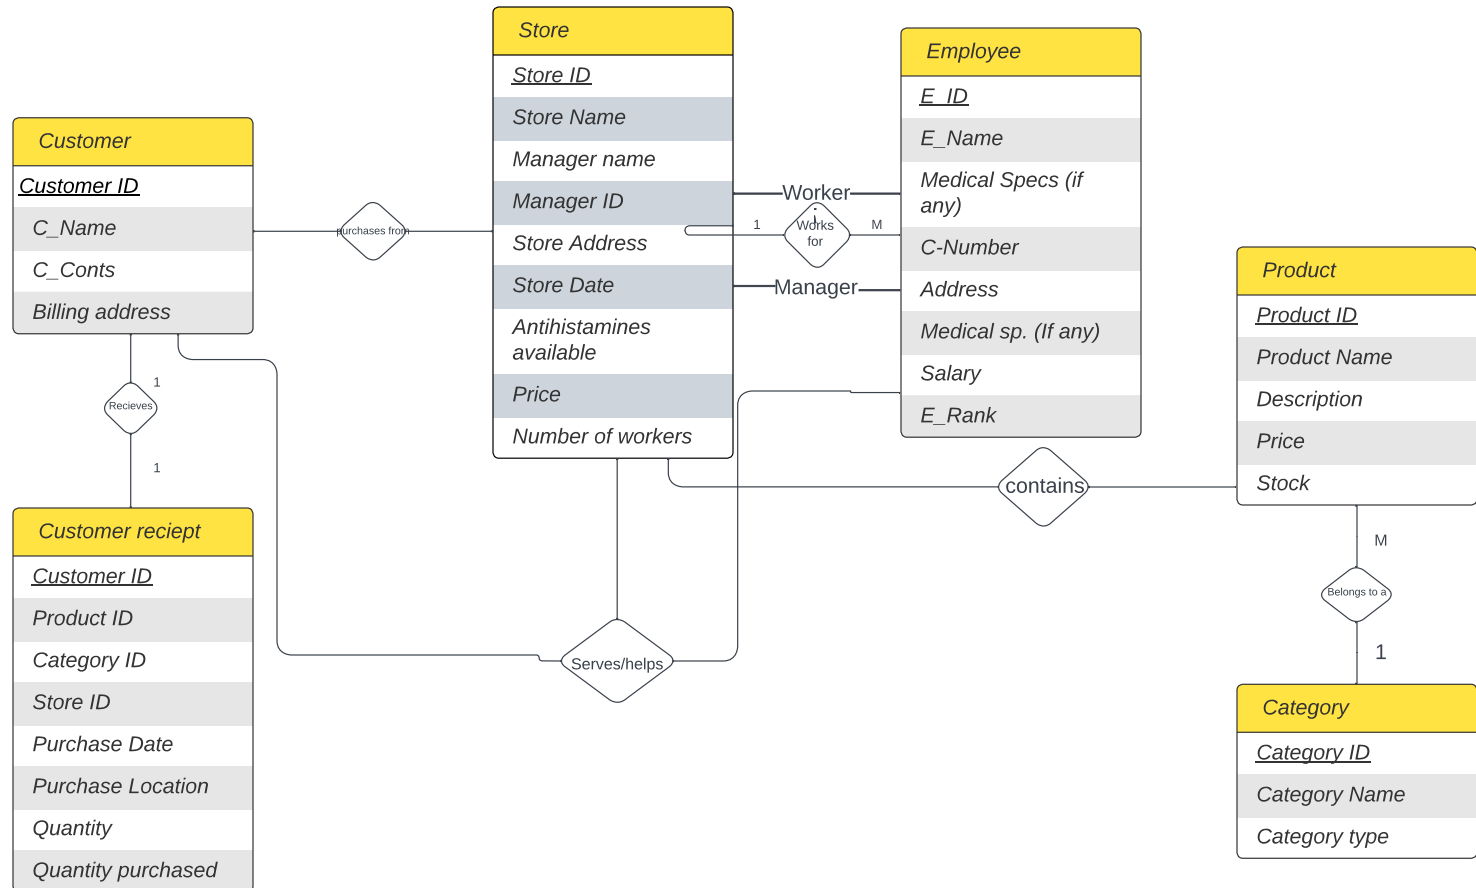 Store
Store ID
Store Name
Manager name
Manager ID
Store Address
Store Date
Antihistamines
available
Price
Number of workers
Employee
E_ID
E_Name
Medical Specs (if
any)
C-Number
Address
Medical sp. (If any)
Salary
E_Rank
Customer
Customer ID
C_Name
C_Conts
Billing address
purchases from
Worker
1
Works
for
M
Manager
Product
Product ID
Product Name
Description
Price
Stock
1
Recieves
1
contains
Customer reciept
Customer ID
Product ID
Category ID
Store ID
Purchase Date
Purchase Location
Quantity
Quantity purchased
Serves/helps
M
Belongs to a
1
Category
Category ID
Category Name
Category type